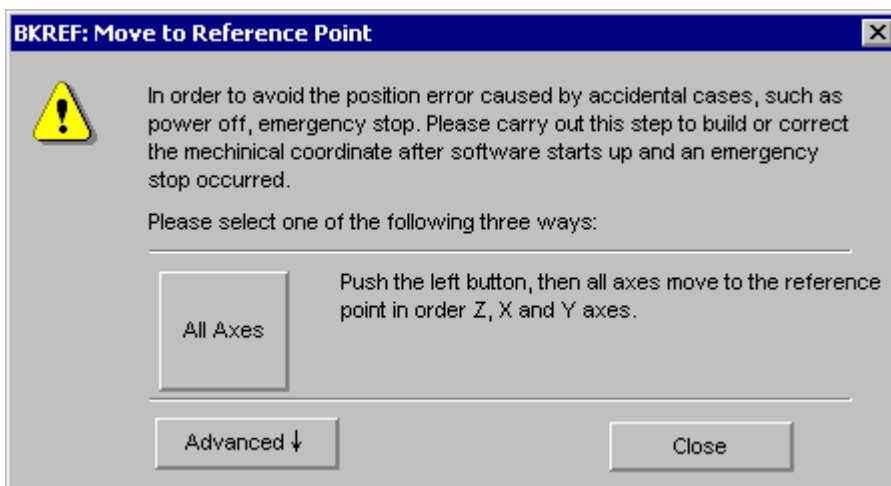 BKREF: Move to Reference Point
In order to avoid the position error caused by accidental cases, such as
power off, emergency stop. Please carry out this step to build or correct
the mechinical coordinate after software starts up and an emergency
stop occurred.
Please select one of the following three ways:
All Axes
Push the left button, then all axes move to the reference
point in order Z, X and Y axes.
Advanced ↓
Close